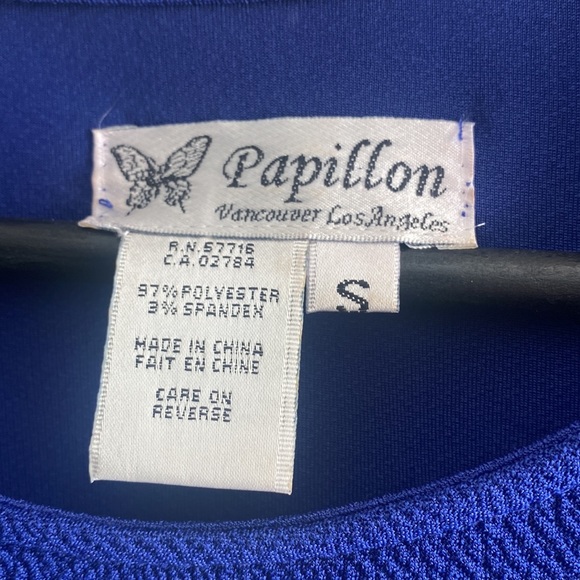 Papillon
Vancouver Los Angeles
R.N.57716
C.A.02784
S
97% POLYESTER
3% SPANDEX
MADE IN CHINA
FAIT EN CHINE
CARE ON
REVERSE